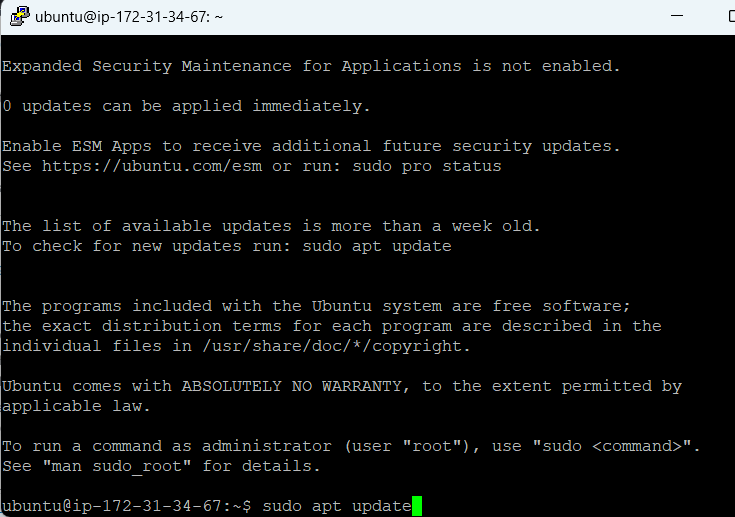 ubuntu@ip-172-31-34-67: ~
Expanded Security Maintenance for Applications is not enabled.
0 updates can be applied immediately.
Enable ESM Apps to receive additional future security updates.
See https://ubuntu.com/esm or run: sudo pro status
The list of available updates is more than a week old.
To check for new updates run: sudo apt update
The programs included with the Ubuntu system are free software;
the exact distribution terms for each program are described in the
individual files in /usr/share/doc/*/copyright.
Ubuntu comes with ABSOLUTELY NO WARRANTY, to the extent permitted by
applicable law.
To run a command as administrator (user "root"), use "sudo <command>".
See "man sudo_root" for details.
ubuntu@ip-172-31-34-67:~$ sudo apt update